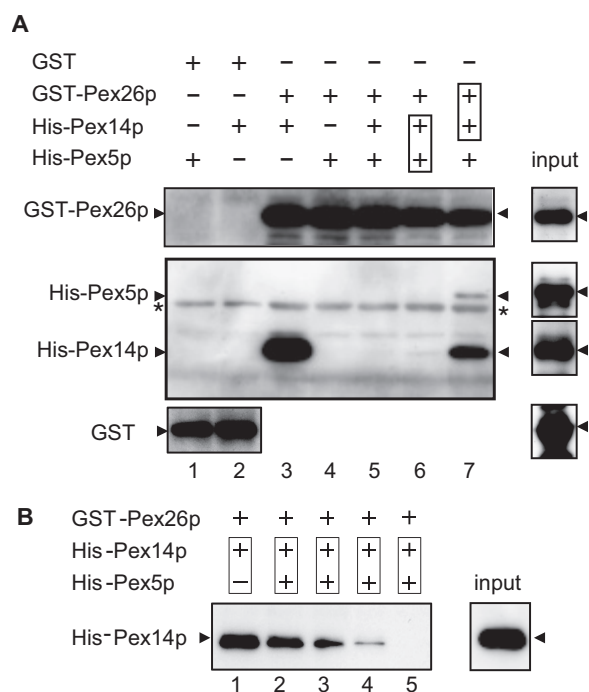 A
GST + + − − − − −
GST-Pex26p − − + + + + +
His-Pex14p − + + − + + +
His-Pex5p + − − + + + +
input
GST-Pex26p
His-Pex5p
* *
His-Pex14p
GST
1 2 3 4 5 6 7
B
GST-Pex26p + + + + +
His-Pex14p + + + + +
His-Pex5p − + + + +
input
His-Pex14p
1 2 3 4 5